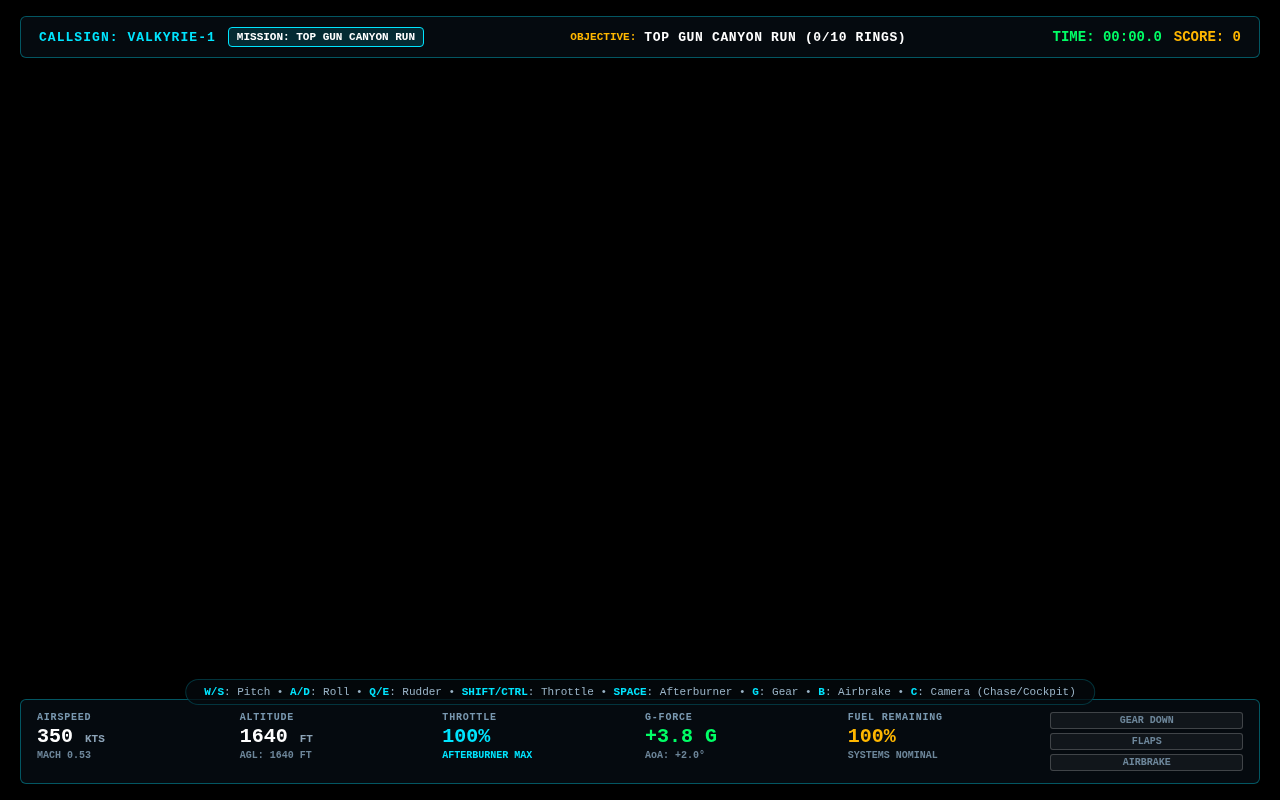 CALLSIGN: VALKYRIE-1 MISSION: TOP GUN CANYON RUN OBJECTIVE: TOP GUN CANYON RUN (0/10 RINGS) TIME: 00:00.0 SCORE: 0
W/S: Pitch • A/D: Roll • Q/E: Rudder • SHIFT/CTRL: Throttle • SPACE: Afterburner • G: Gear • B: Airbrake • C: Camera (Chase/Cockpit)
AIRSPEED
350 KTS
MACH 0.53
ALTITUDE
1640 FT
AGL: 1640 FT
THROTTLE
100%
AFTERBURNER MAX
G-FORCE
+3.8 G
AoA: +2.0°
FUEL REMAINING
100%
SYSTEMS NOMINAL
GEAR DOWN
FLAPS
AIRBRAKE